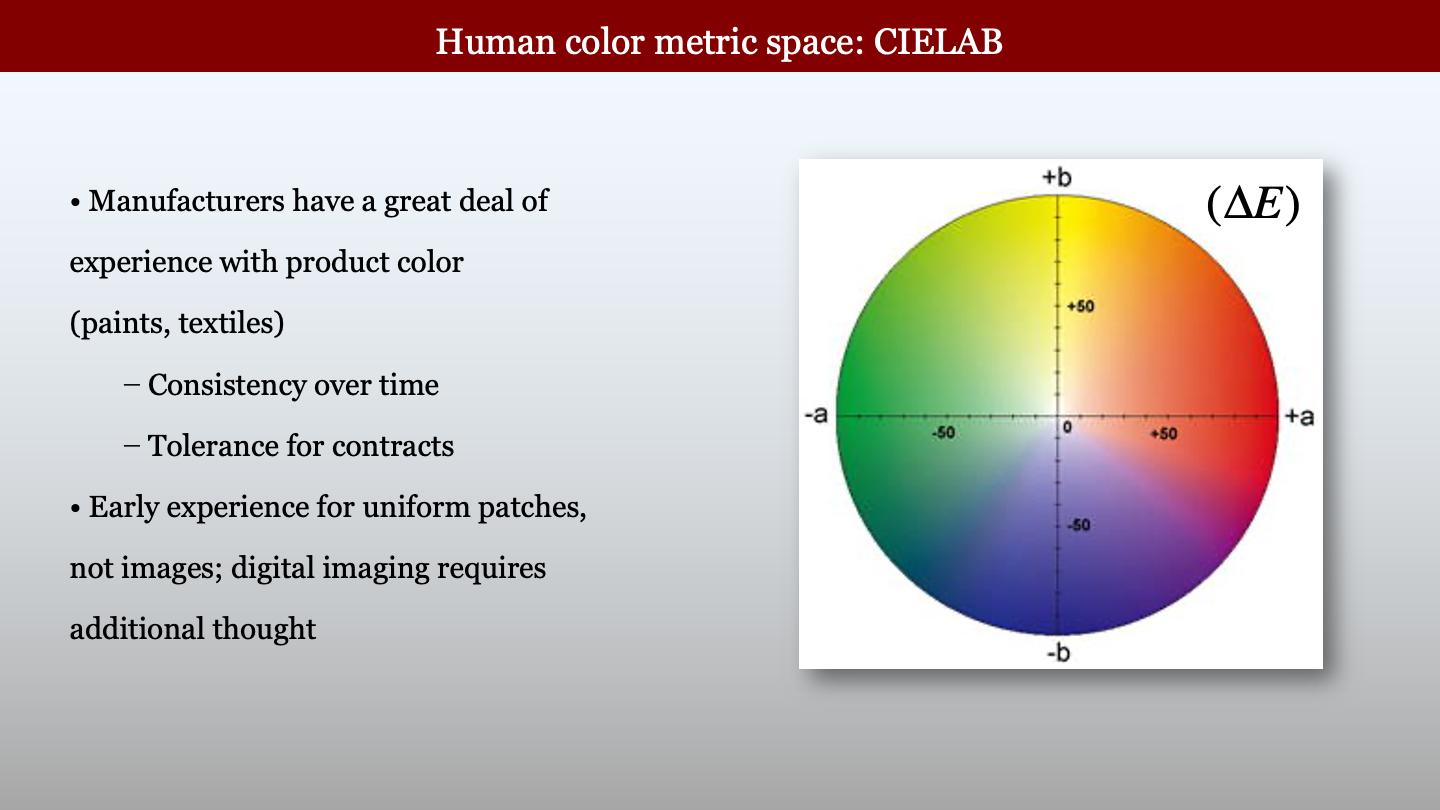 Human color metric space: CIELAB
• Manufacturers have a great deal of
experience with product color
(paints, textiles)
– Consistency over time
– Tolerance for contracts
• Early experience for uniform patches,
not images; digital imaging requires
additional thought
+b
(ΔE)
+50
-a
+a
-50
0
+50
-50
-b